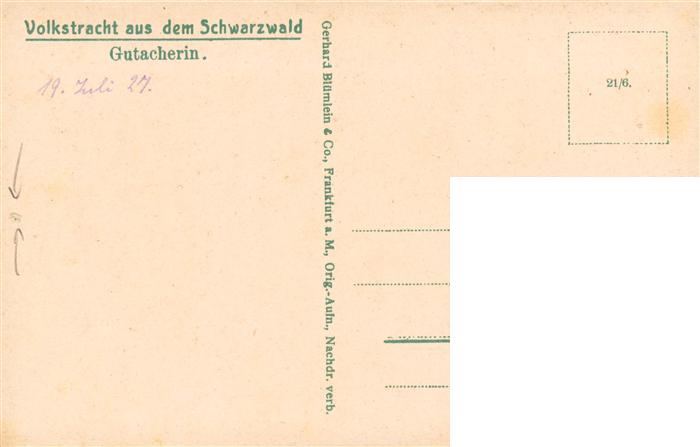 Volkstracht aus dem Schwarzwald
Gutacherin.
19. Juli 27.
Gerhard Blümlein & Co., Frankfurt a. M., Orig.-Aufn., Nachdr. verb.
21/6.